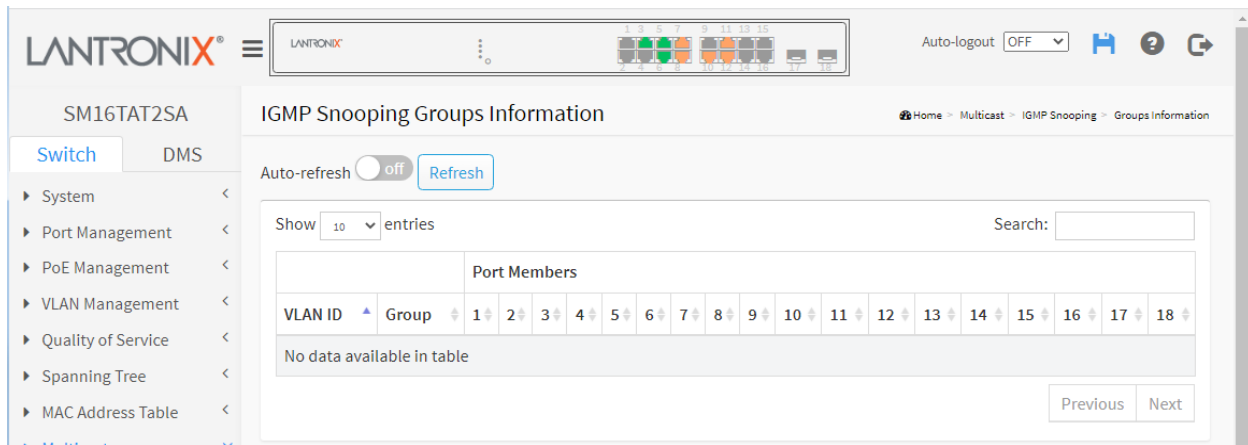 LANTRONIX®
LANTRONIX
1 3 5 7 9 11 13 15
2 4 6 8 10 12 14 16 17 18
Auto-logout OFF
SM16TAT2SA
IGMP Snooping Groups Information
Home > Multicast > IGMP Snooping > Groups Information
Switch DMS
Auto-refresh off Refresh
System
Port Management
PoE Management
VLAN Management
Quality of Service
Spanning Tree
MAC Address Table
Show 10 entries Search:
Port Members
VLAN ID Group 1 2 3 4 5 6 7 8 9 10 11 12 13 14 15 16 17 18
No data available in table
Previous Next